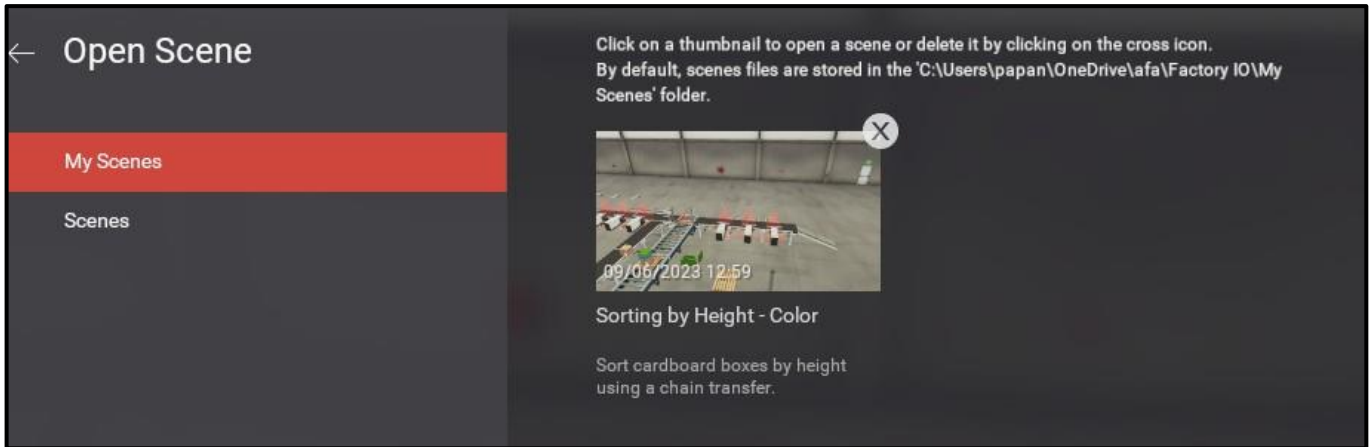 Open Scene
My Scenes
Scenes
Click on a thumbnail to open a scene or delete it by clicking on the cross icon.
By default, scenes files are stored in the 'C:\Users\papan\OneDrive\afa\Factory IO\My
Scenes' folder.
X
09/06/2023 12:59
Sorting by Height - Color
Sort cardboard boxes by height
using a chain transfer.